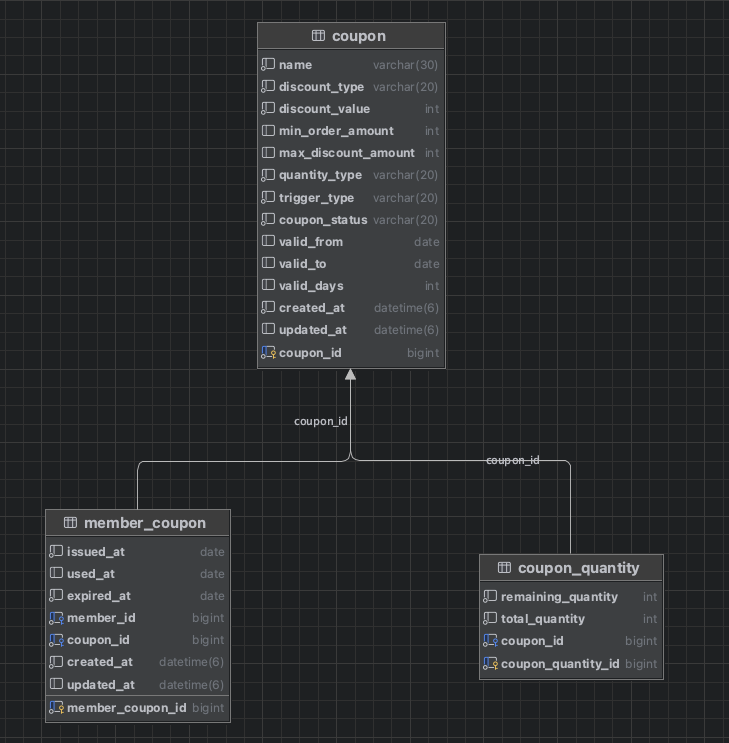 coupon
name varchar(30)
discount_type varchar(20)
discount_value int
min_order_amount int
max_discount_amount int
quantity_type varchar(20)
trigger_type varchar(20)
coupon_status varchar(20)
valid_from date
valid_to date
valid_days int
created_at datetime(6)
updated_at datetime(6)
coupon_id bigint
coupon_id
coupon_id
member_coupon
issued_at date
used_at date
expired_at date
member_id bigint
coupon_id bigint
created_at datetime(6)
updated_at datetime(6)
member_coupon_id bigint
coupon_quantity
remaining_quantity int
total_quantity int
coupon_id bigint
coupon_quantity_id bigint